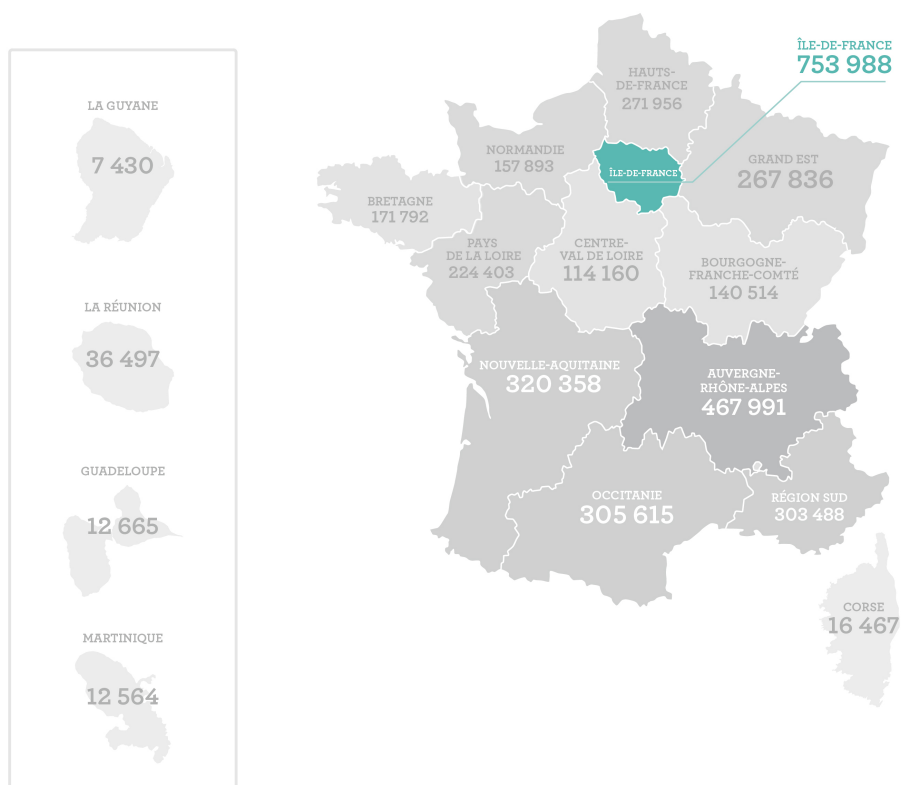 LA GUYANE
7 430
LA RÉUNION
36 497
GUADELOUPE
12 665
MARTINIQUE
12 564
ÎLE-DE-FRANCE
753 988
HAUTS-
DE-FRANCE
271 956
NORMANDIE
157 893
ÎLE-DE-FRANCE
GRAND EST
267 836
BRETAGNE
171 792
PAYS
DE LA LOIRE
224 403
CENTRE-
VAL DE LOIRE
114 160
BOURGOGNE-
FRANCHE-COMTÉ
140 514
NOUVELLE-AQUITAINE
320 358
AUVERGNE-
RHÔNE-ALPES
467 991
OCCITANIE
305 615
RÉGION SUD
303 488
CORSE
16 467